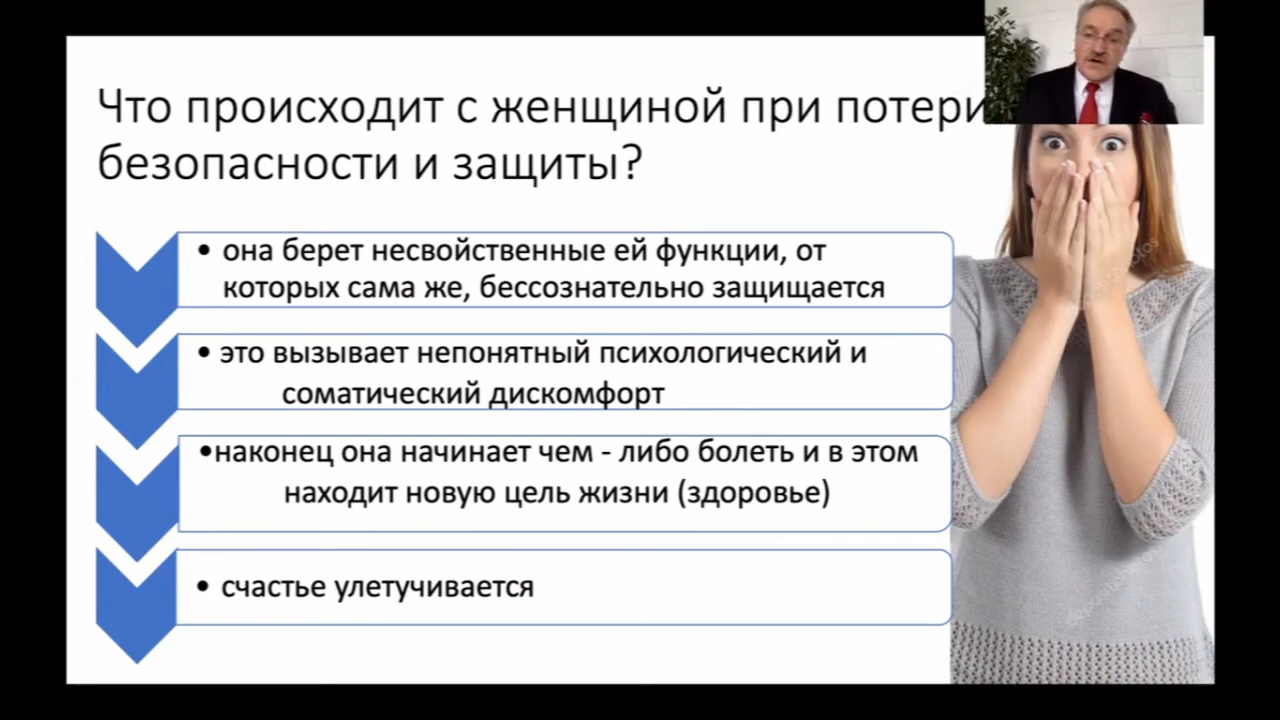 Что происходит с женщиной при потери
безопасности и защиты?
• она берет несвойственные ей функции, от
которых сама же, бессознательно защищается
• это вызывает непонятный психологический и
соматический дискомфорт
•наконец она начинает чем - либо болеть и в этом
находит новую цель жизни (здоровье)
• счастье улетучивается
depositphotos